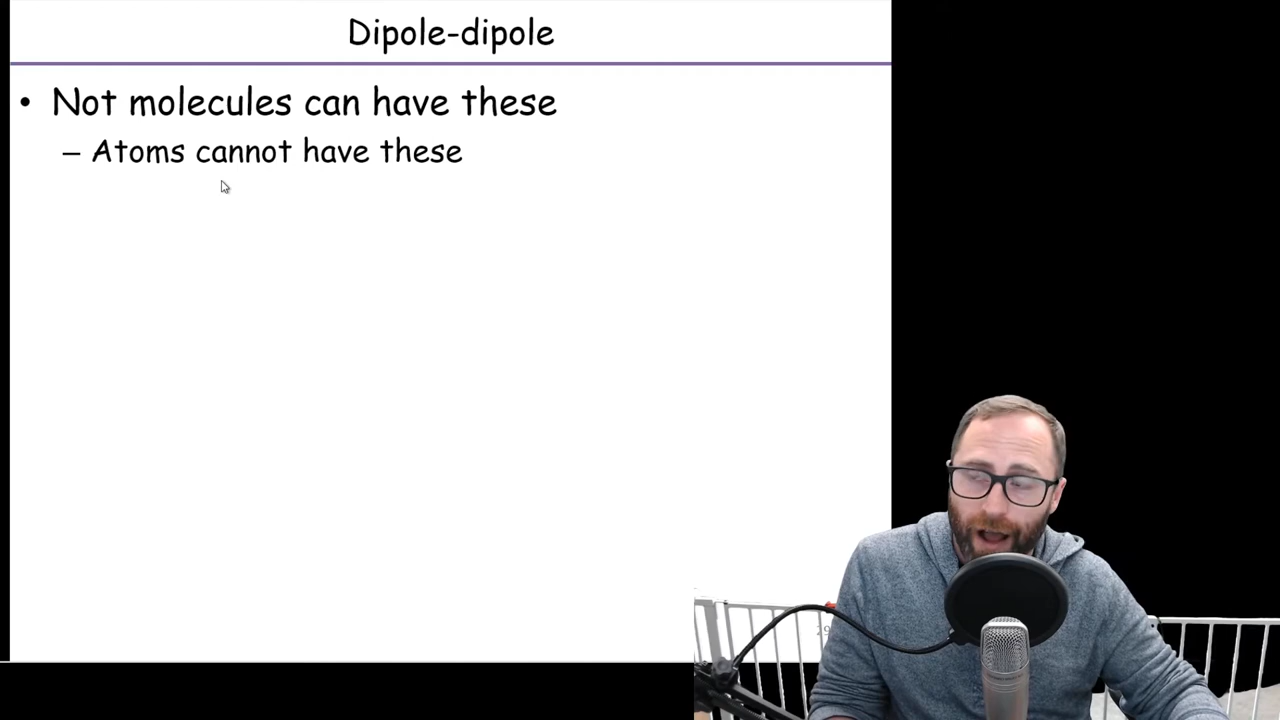 Dipole-dipole
• Not molecules can have these
– Atoms cannot have these